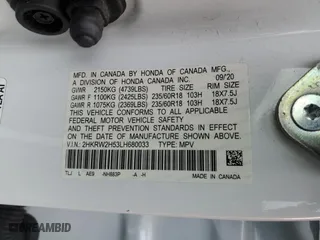 MFD. IN CANADA BY HONDA OF CANADA MFG.,
A DIVISION OF HONDA CANADA INC. 09/20
GVWR 2150KG (4739LBS) TIRE SIZE RIM SIZE
GAWR F 1100KG (2425LBS) 235/60R18 103H 18X7.5J
GAWR R 1075KG (2369LBS) 235/60R18 103H 18X7.5J
THIS VEHICLE CONFORMS TO ALL APPLICABLE
FEDERAL MOTOR VEHICLE SAFETY AND
THEFT PREVENTION STANDARDS IN EFFECT ON THE
DATE OF MANUFACTURE SHOWN ABOVE.
V.I.N.: 2HKRW2H53LH680033 TYPE: MPV
MADE IN CANADA
DREAMBID